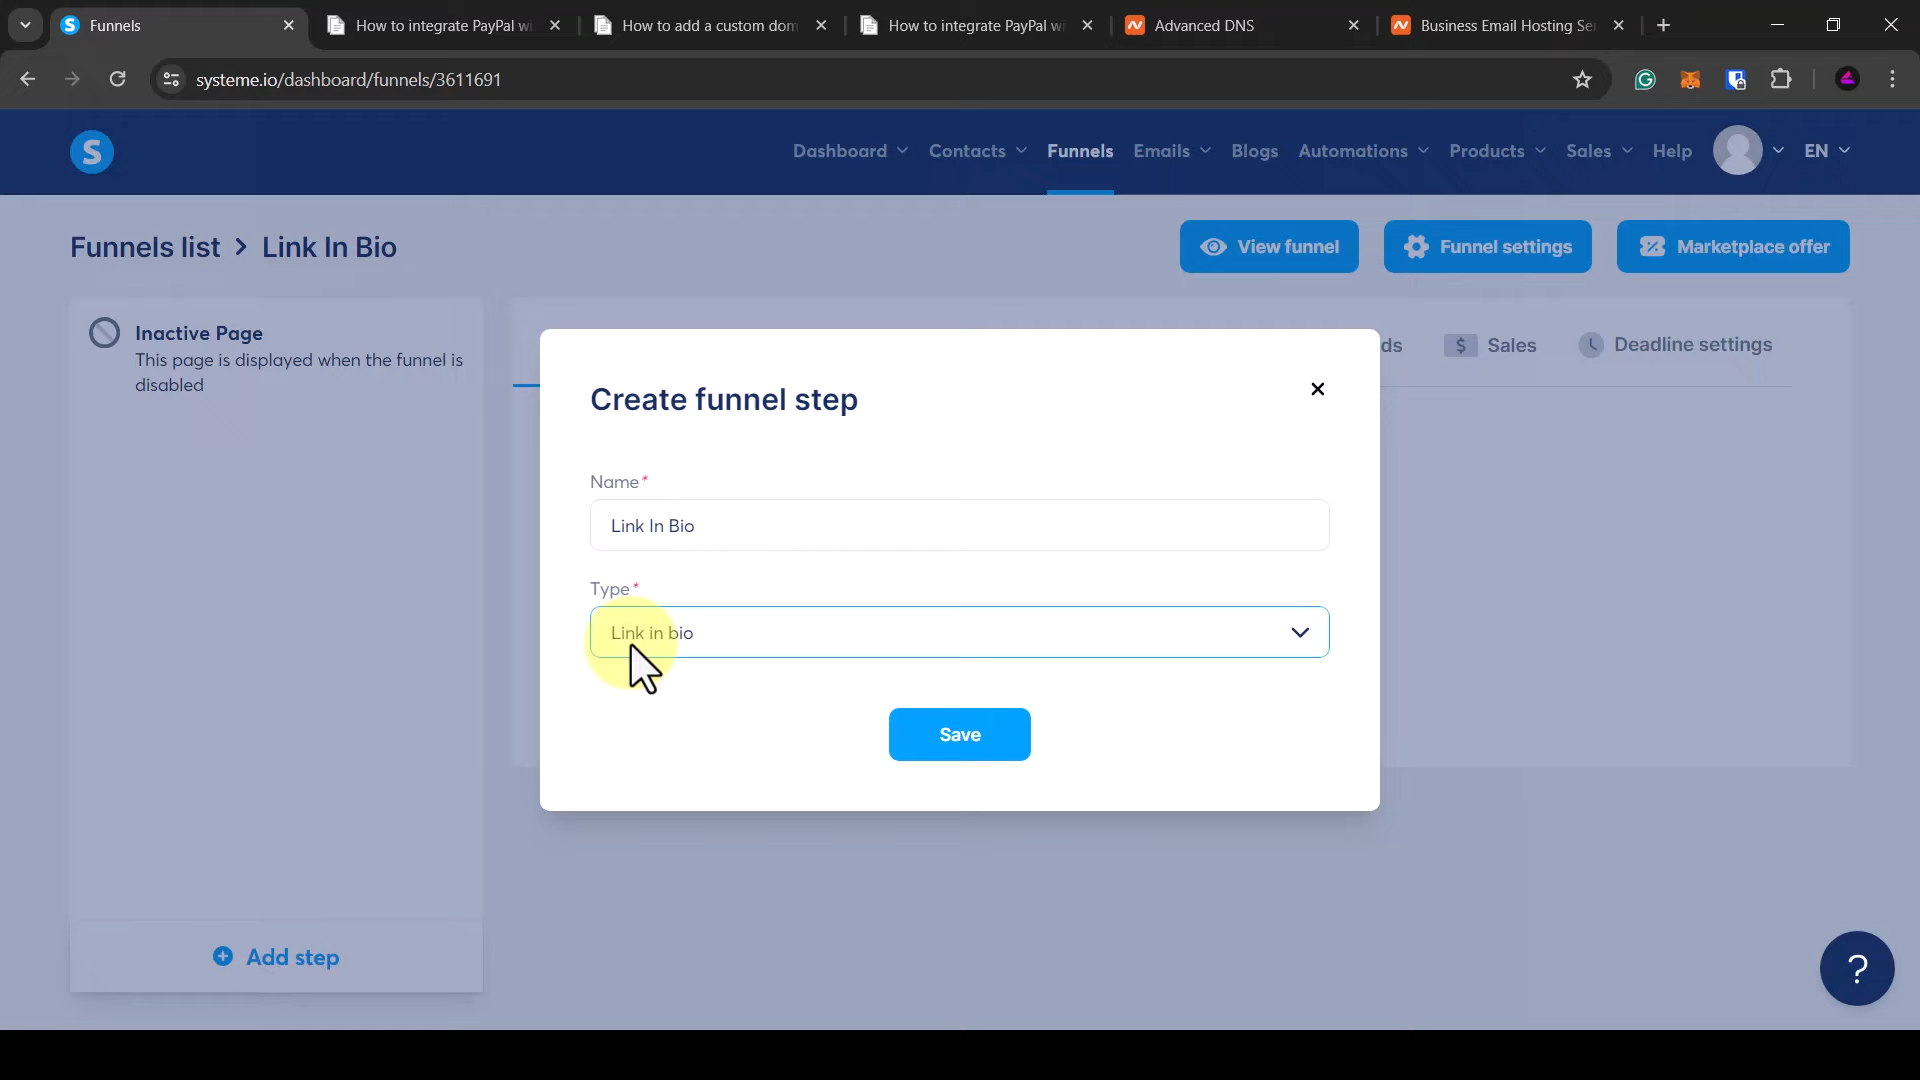 Funnels
How to integrate PayPal wi
How to add a custom dom
How to integrate PayPal wi
Advanced DNS
Business Email Hosting Se
systeme.io/dashboard/funnels/3611691
S
Dashboard
Contacts
Funnels
Emails
Blogs
Automations
Products
Sales
Help
EN
Funnels list > Link In Bio
View funnel
Funnel settings
Marketplace offer
Inactive Page
This page is displayed when the funnel is
disabled
ds
Sales
Deadline settings
Create funnel step
Name*
Link In Bio
Type*
Link in bio
Save
Add step
?